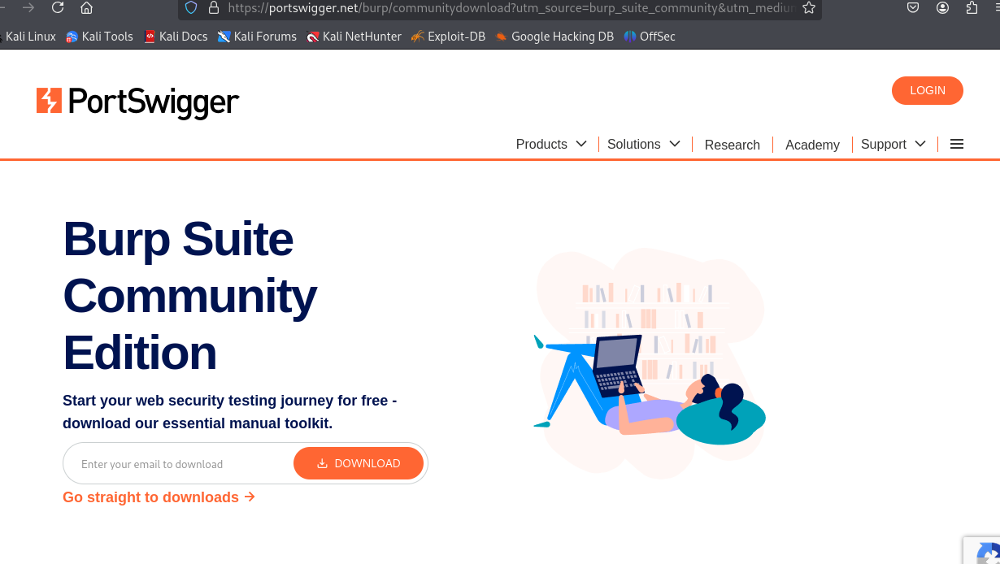 https://portswigger.net/burp/communitydownload?utm_source=burp_suite_community&utm_medium
Kali Linux Kali Tools Kali Docs Kali Forums Kali NetHunter Exploit-DB Google Hacking DB OffSec
PortSwigger
LOGIN
Products Solutions Research Academy Support
Burp Suite
Community
Edition
Start your web security testing journey for free -
download our essential manual toolkit.
Enter your email to download DOWNLOAD
Go straight to downloads →